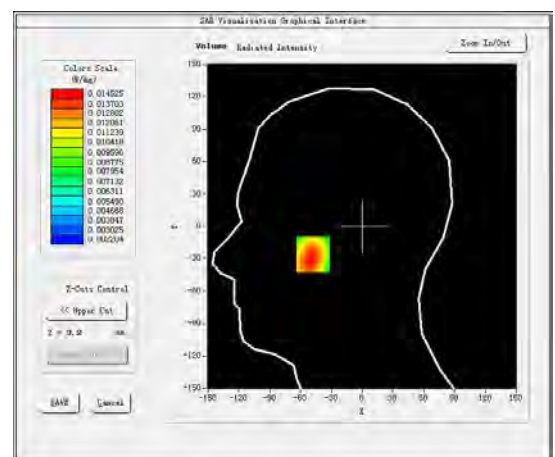 SAR Visualisation Graphical Interface
Volume Radiated Intensity
Zoom In/Out
Colors Scale
(W/kg)
0.014525
0.013703
0.012882
0.012061
0.011239
0.010418
0.009596
0.008775
0.007954
0.007132
0.006311
0.005490
0.004668
0.003847
0.003025
0.002204
Z-Cuts Control
<< Upper Cut
SAVE
Cancel
150
120
90
60
30
0
-30
-60
-90
-120
-150
-150 -120 -90 -60 -30 0 30 60 90 120 150
X